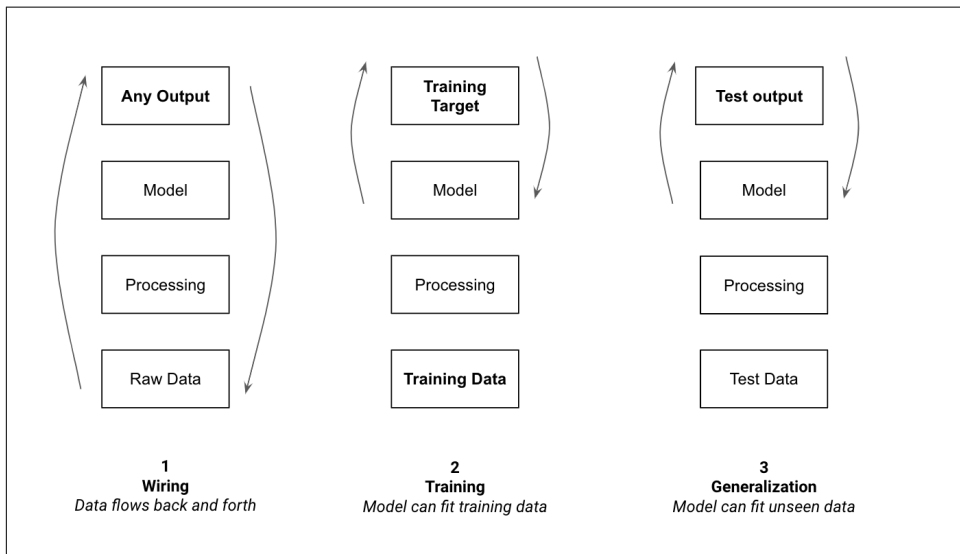 Any Output
Model
Processing
Raw Data
1
Wiring
Data flows back and forth
Training
Target
Model
Processing
Training Data
2
Training
Model can fit training data
Test output
Model
Processing
Test Data
3
Generalization
Model can fit unseen data